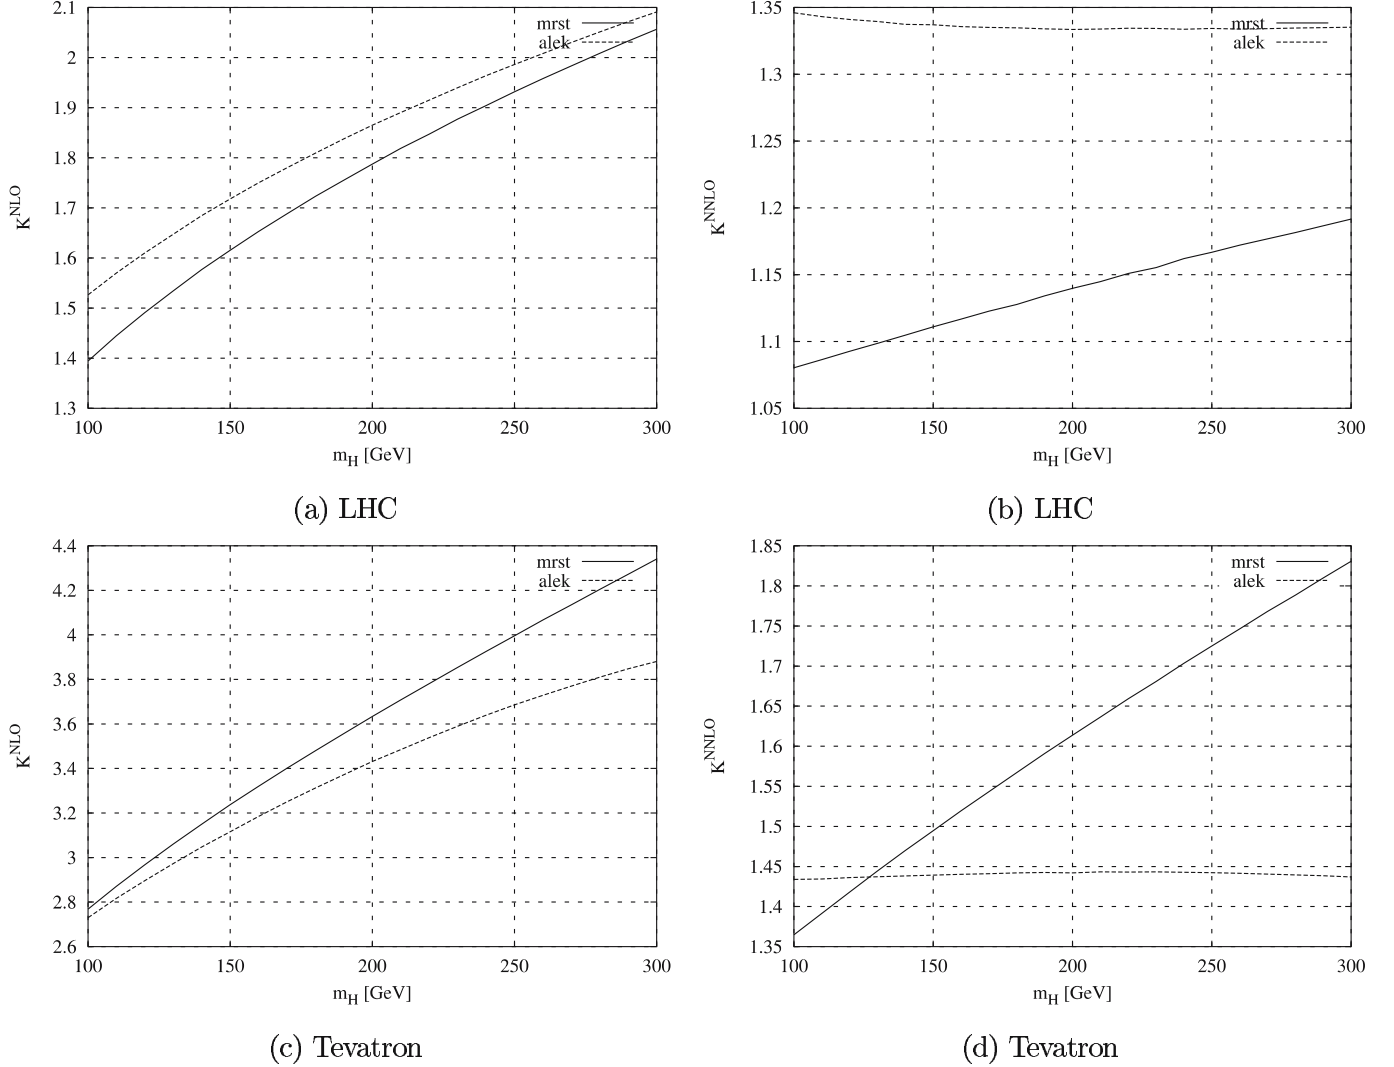 2.1
2
1.9
1.8
1.7
1.6
1.5
1.4
1.3
K^NLO
mrst
alek
100 150 200 250 300
m_H [GeV]
(a) LHC
1.35
1.3
1.25
1.2
1.15
1.1
1.05
K^NNLO
mrst
alek
100 150 200 250 300
m_H [GeV]
(b) LHC
4.4
4.2
4
3.8
3.6
3.4
3.2
3
2.8
2.6
K^NLO
mrst
alek
100 150 200 250 300
m_H [GeV]
(c) Tevatron
1.85
1.8
1.75
1.7
1.65
1.6
1.55
1.5
1.45
1.4
1.35
K^NNLO
mrst
alek
100 150 200 250 300
m_H [GeV]
(d) Tevatron